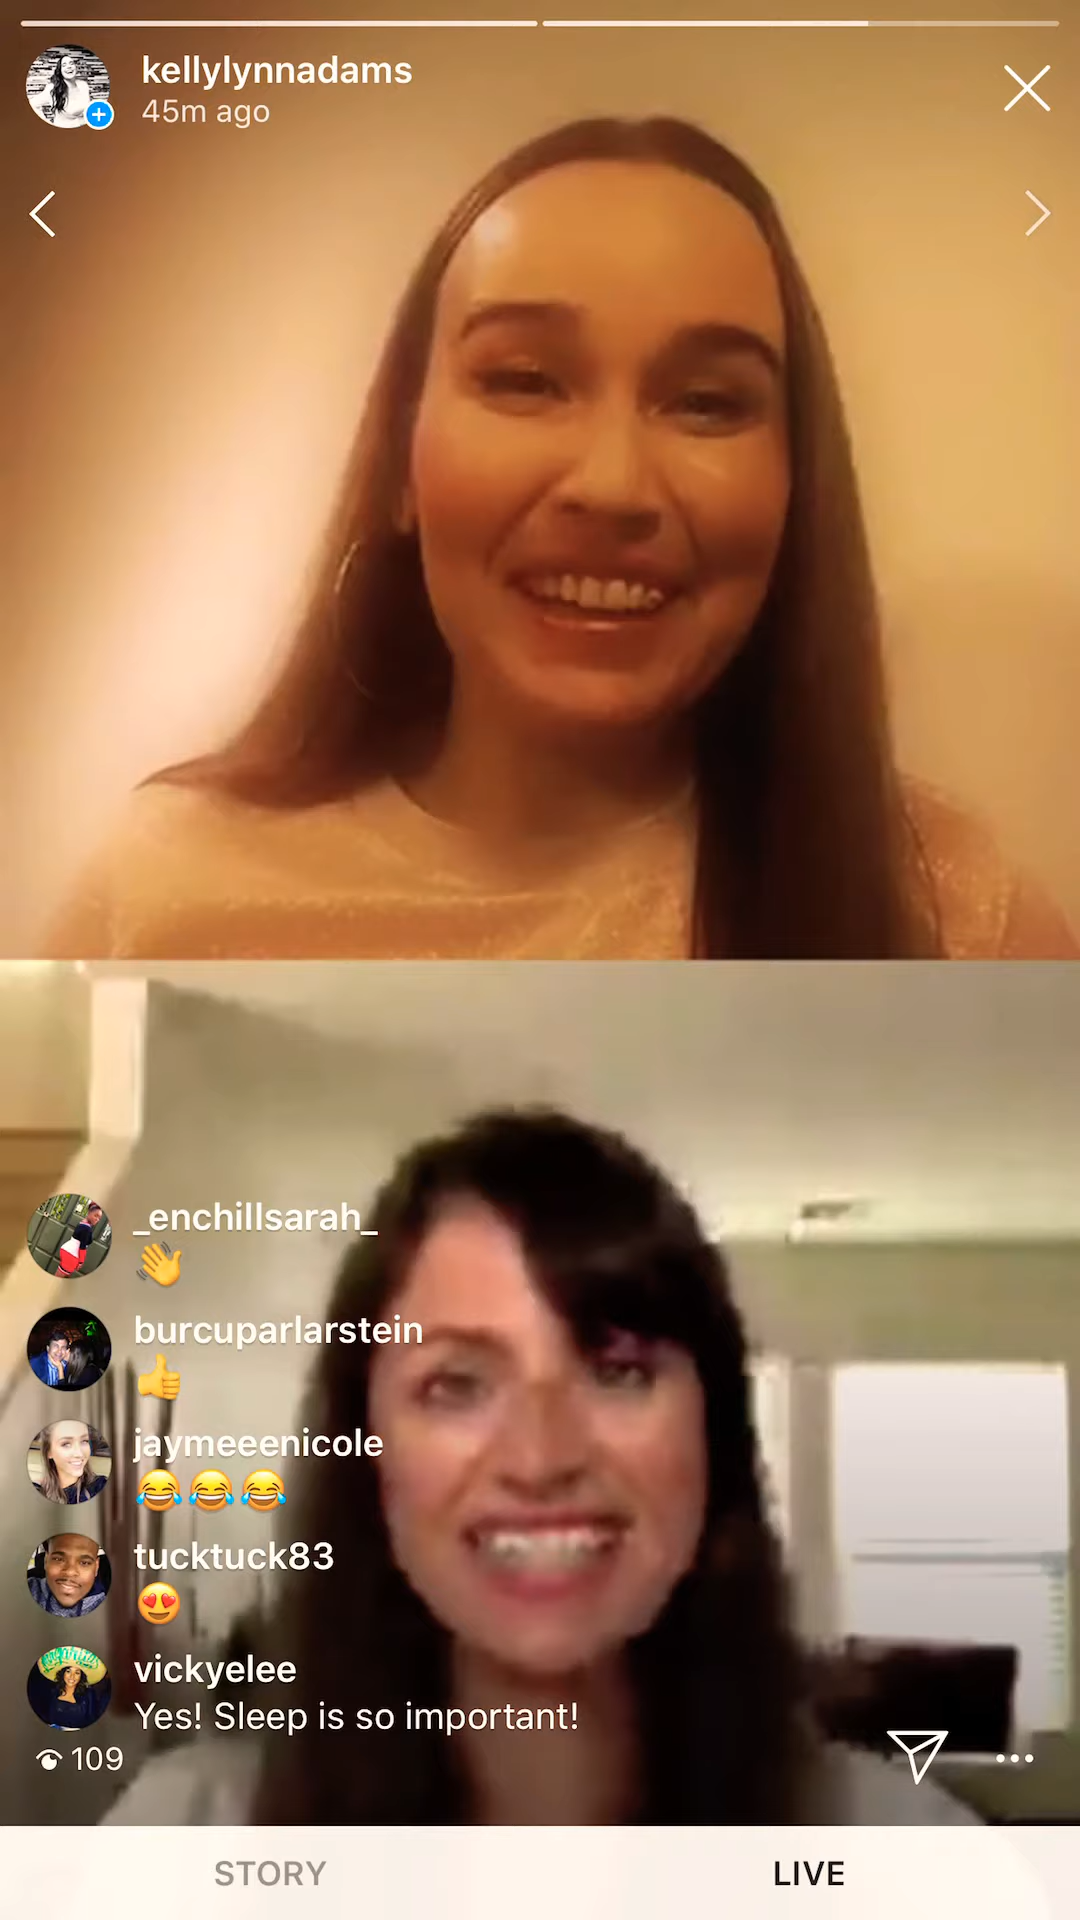 kellylynnadams
45m ago
_enchillsarah_
👋
burcuparlarstein
👍
jaymeeenicole
😂😂😂
tucktuck83
😍
vickyelee
Yes! Sleep is so important!
109
STORY
LIVE